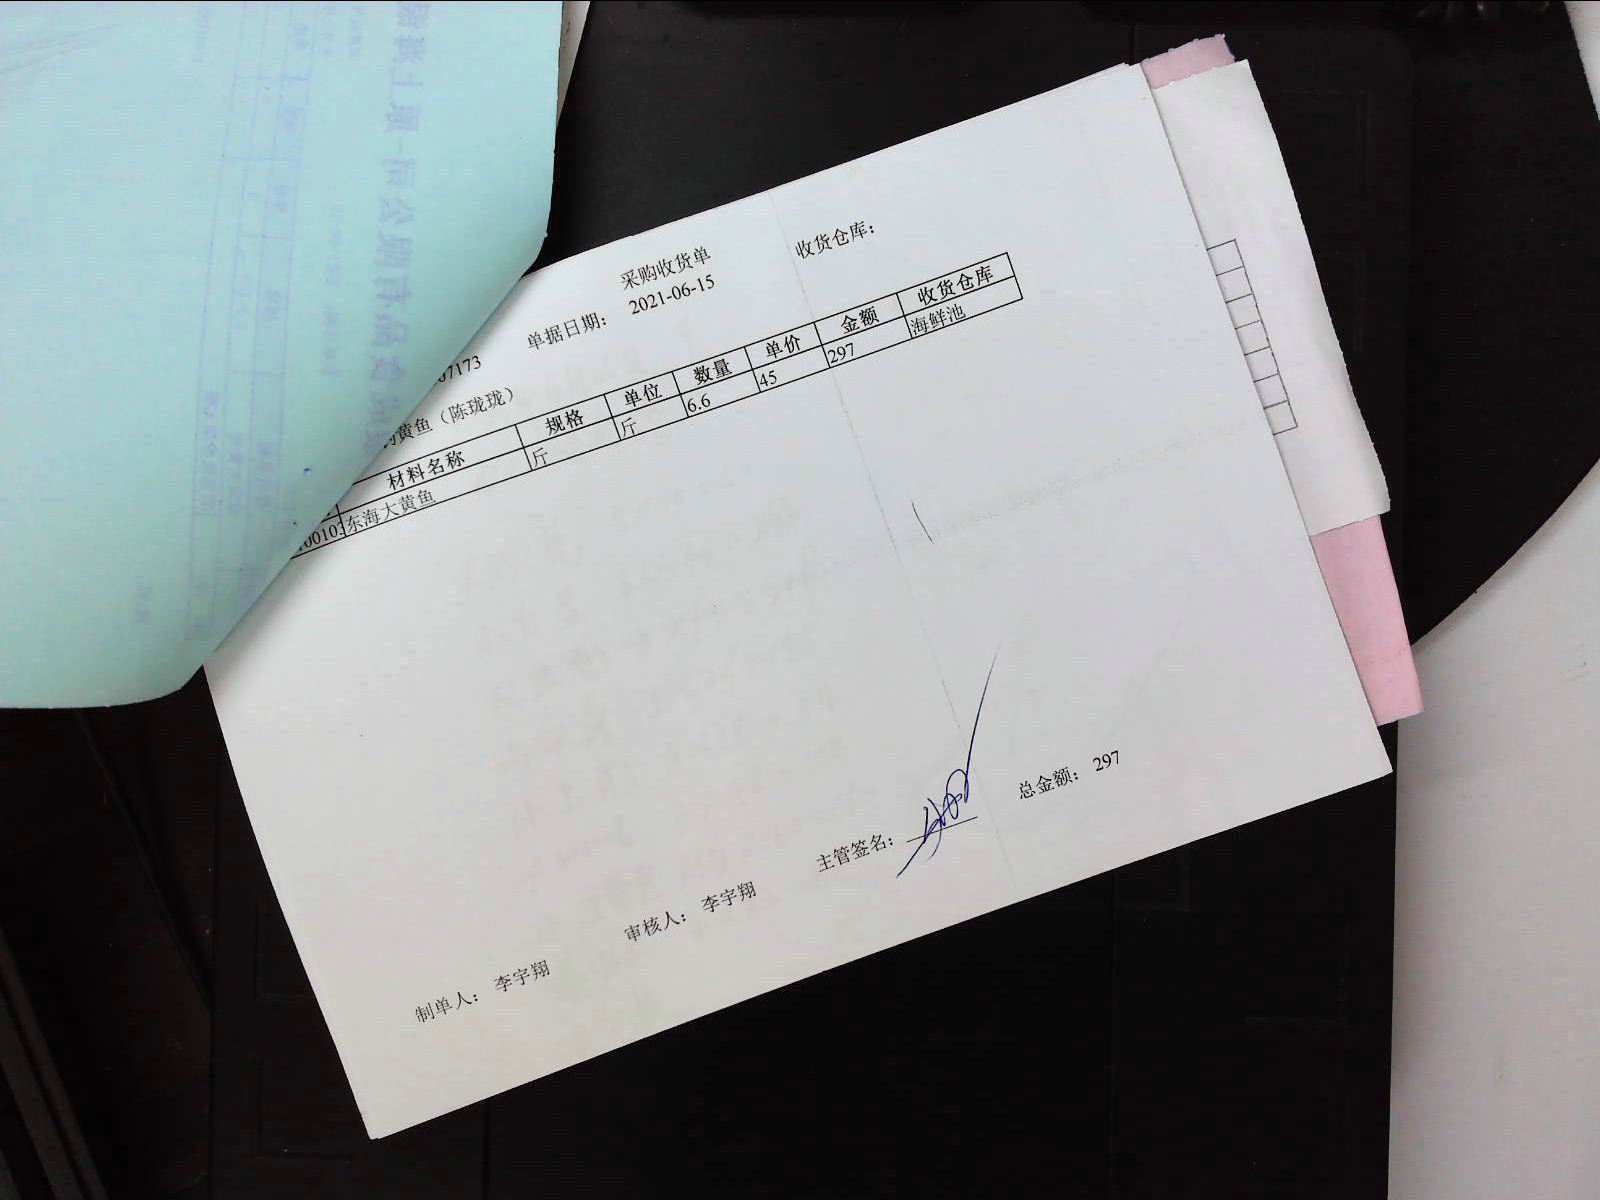 采购收货单
收货仓库：
07173 单据日期： 2021-06-15
黄鱼（陈珑珑）
材料名称 规格 单位 数量 单价 金额 收货仓库
00103 东海大黄鱼 斤 斤 6.6 45 297 海鲜池
制单人： 李宇翔 审核人： 李宇翔 主管签名： 总金额： 297